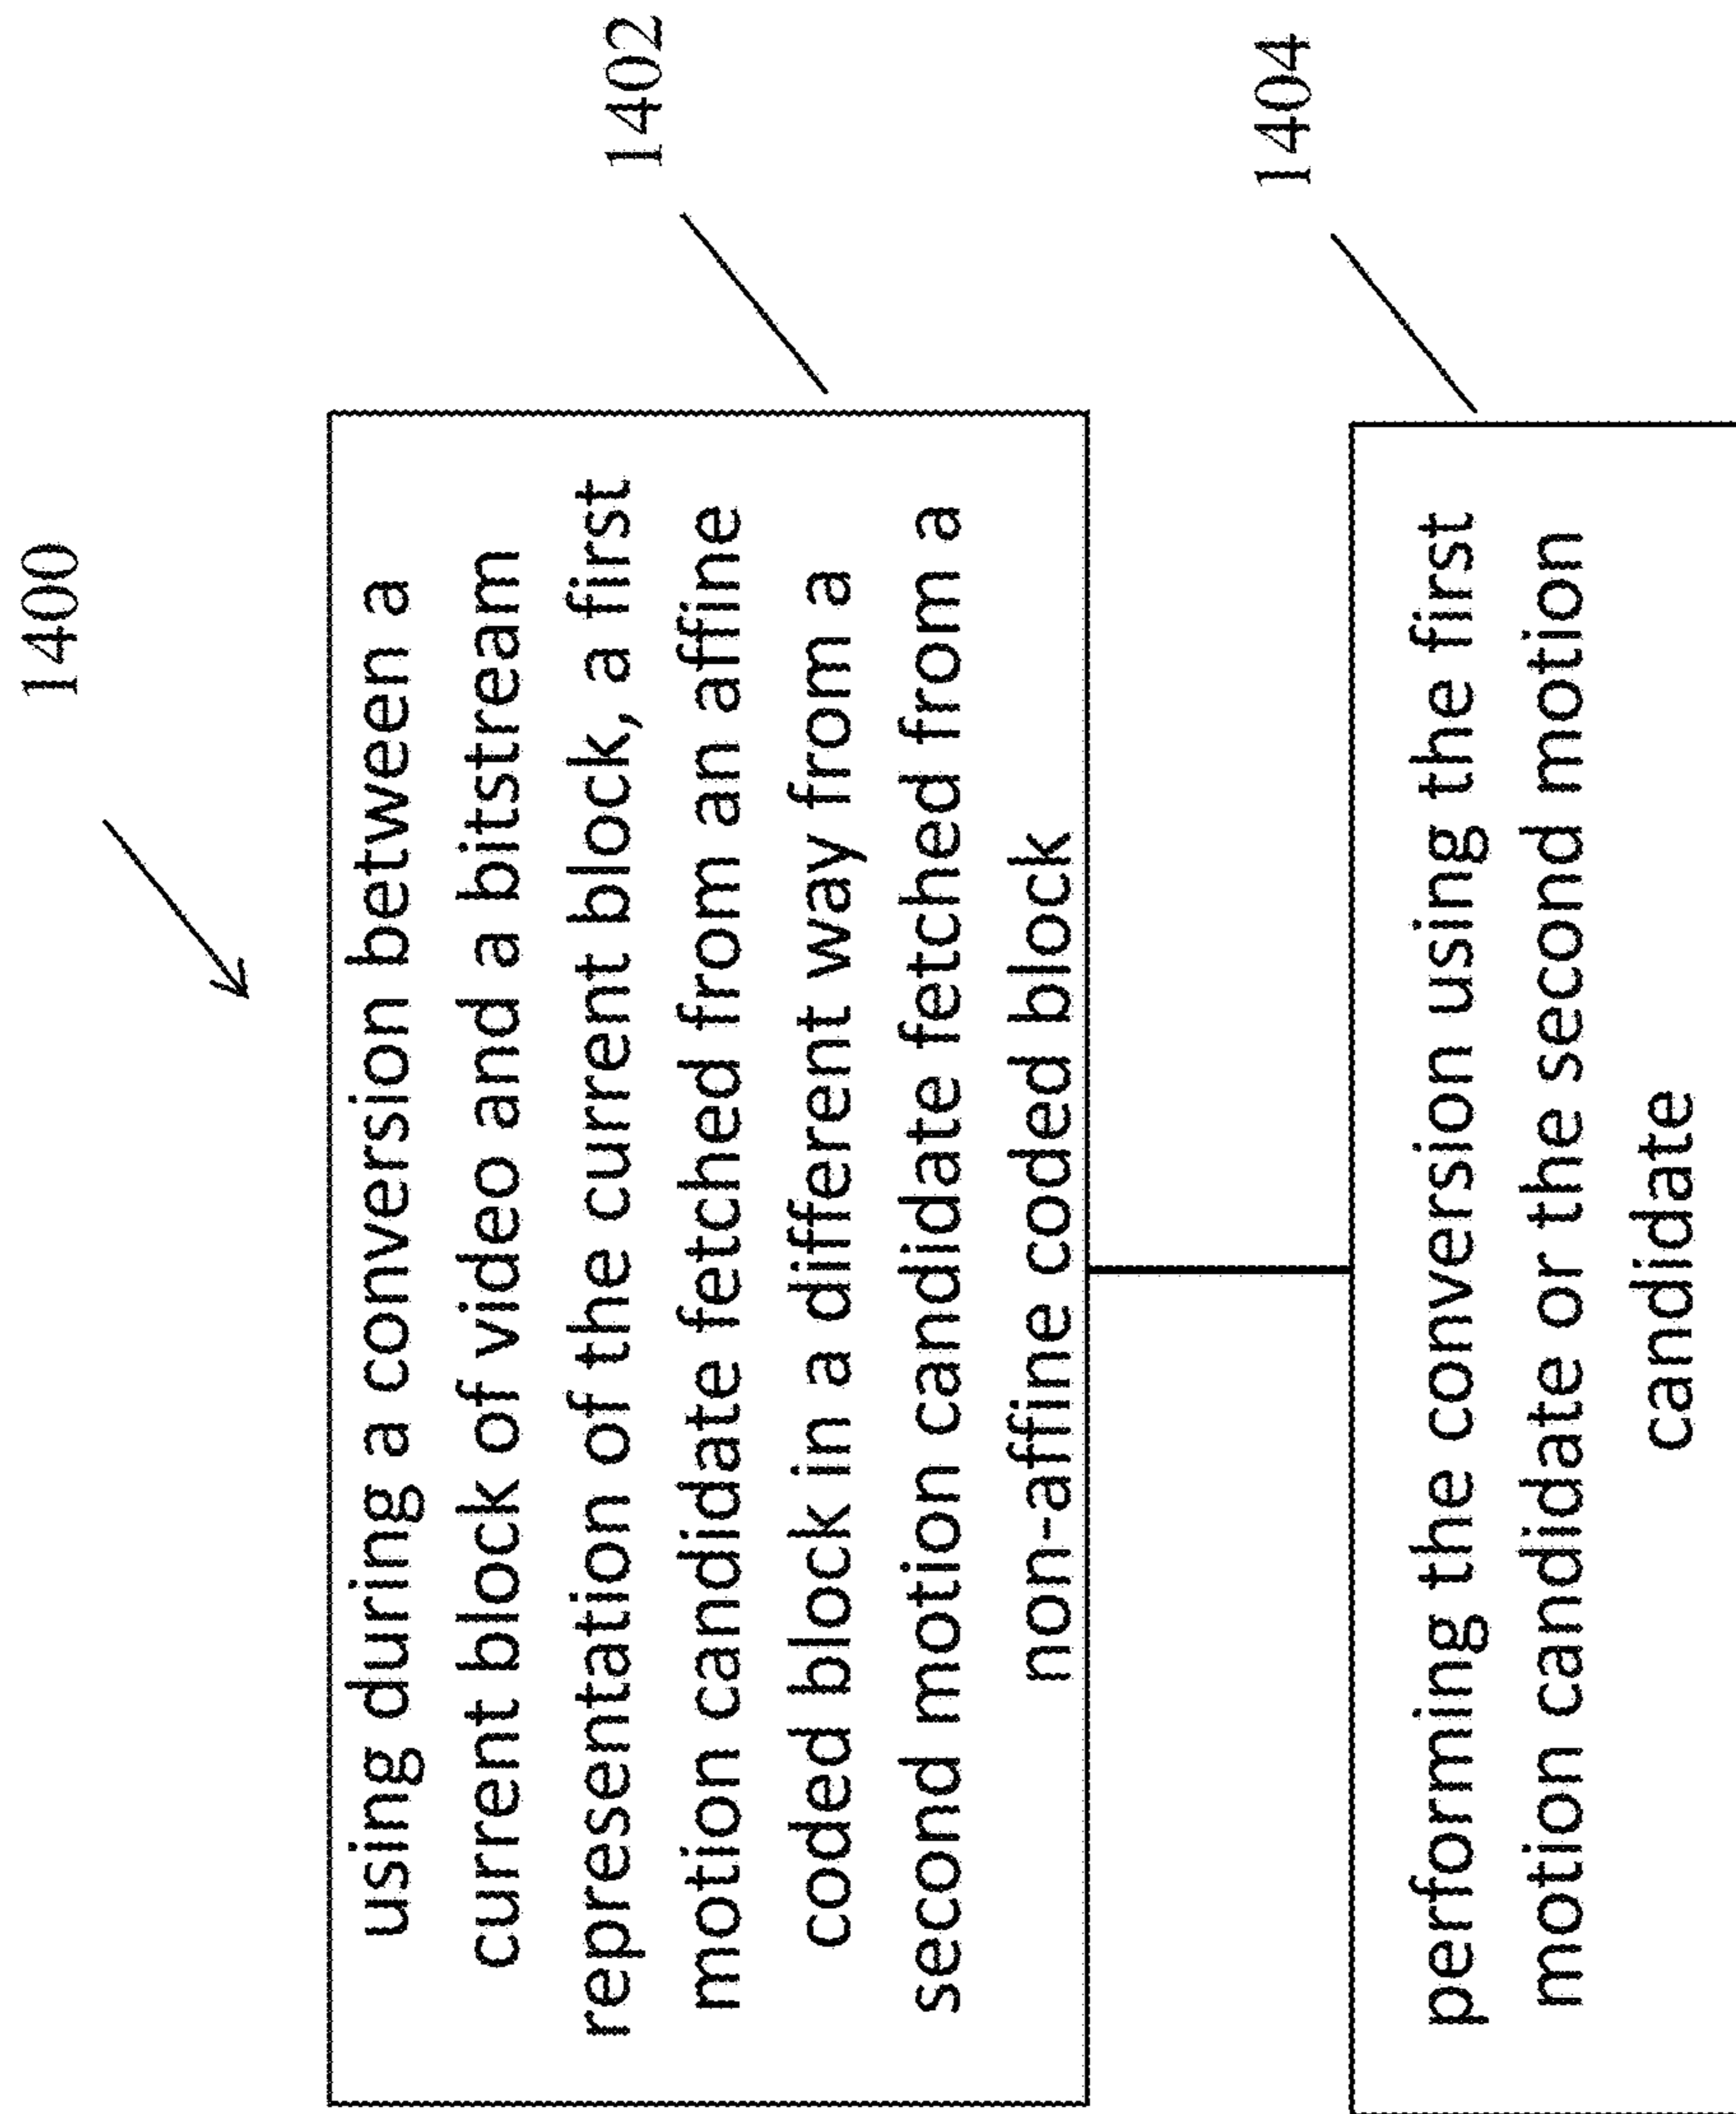 1400
using during a conversion between a
current block of video and a bitstream
representation of the current block, a first
motion candidate fetched from an affine
coded block in a different way from a
second motion candidate fetched from a
non-affine coded block
1402
performing the conversion using the first
motion candidate or the second motion
candidate
1404